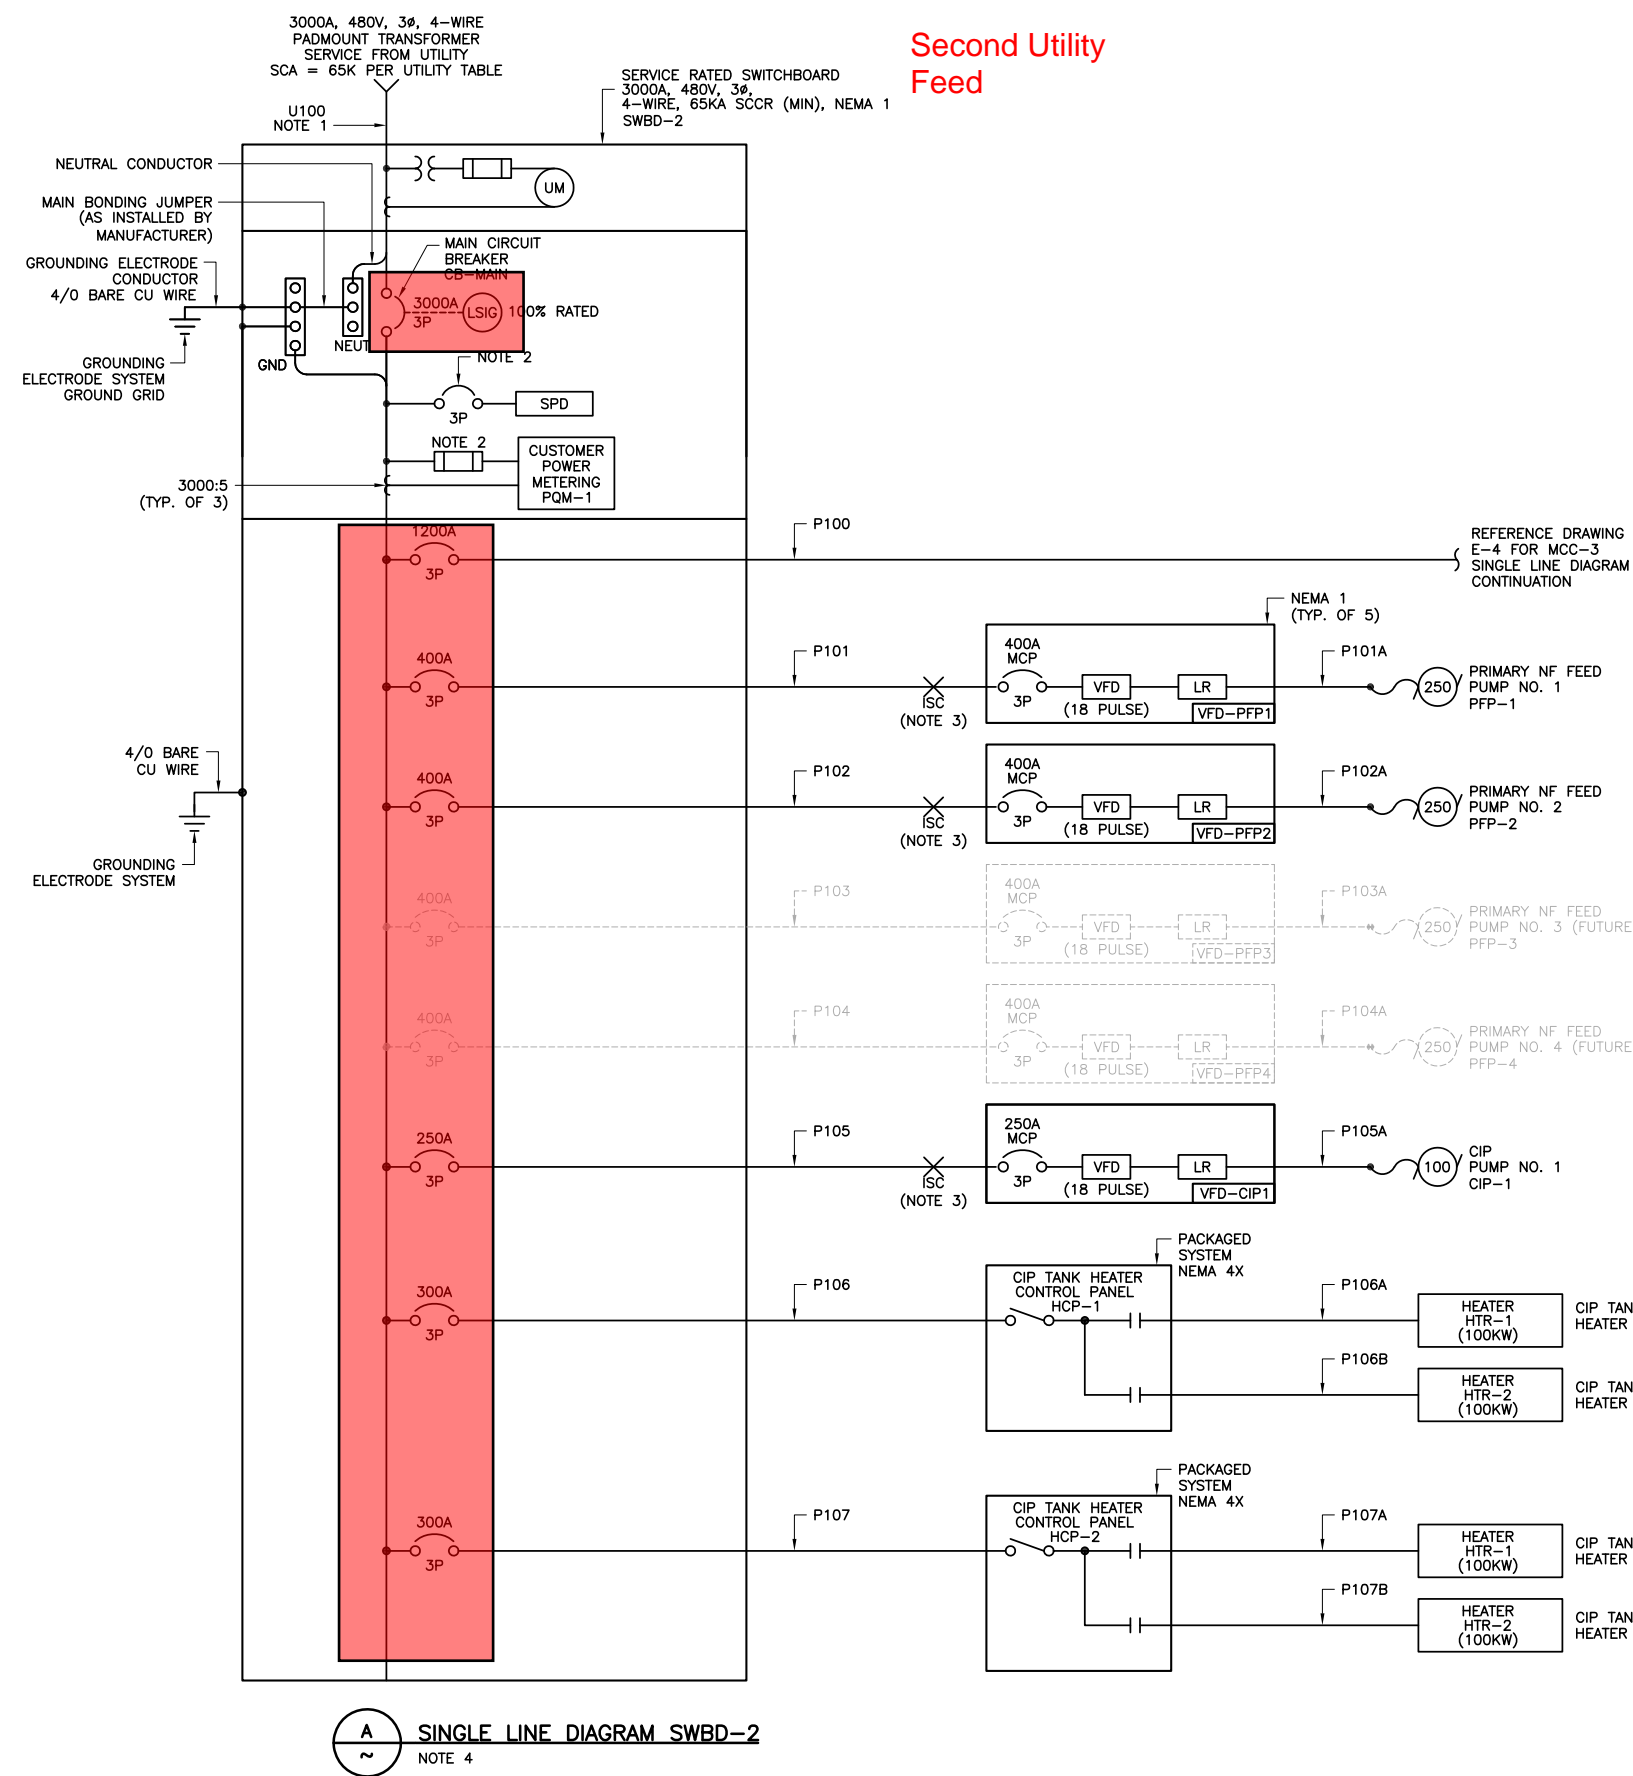 3000A, 480V, 3ø, 4-WIRE
PADMOUNT TRANSFORMER
SERVICE FROM UTILITY
SCA = 65K PER UTILITY TABLE
Second Utility
Feed
SERVICE RATED SWITCHBOARD
3000A, 480V, 3ø,
4-WIRE, 65KA SCCR (MIN), NEMA 1
SWBD-2
U100
NOTE 1
NEUTRAL CONDUCTOR
UM
MAIN BONDING JUMPER
(AS INSTALLED BY
MANUFACTURER)
MAIN CIRCUIT
BREAKER
CB-MAIN
GROUNDING ELECTRODE
CONDUCTOR
4/0 BARE CU WIRE
3000A
3P
LSIG
100% RATED
NEUT
GND
GROUNDING
ELECTRODE SYSTEM
GROUND GRID
NOTE 2
3P
SPD
NOTE 2
CUSTOMER
POWER
METERING
PQM-1
3000:5
(TYP. OF 3)
1200A
3P
P100
REFERENCE DRAWING
E-4 FOR MCC-3
SINGLE LINE DIAGRAM
CONTINUATION
NEMA 1
(TYP. OF 5)
400A
3P
P101
ISC
(NOTE 3)
400A
MCP
3P
VFD
(18 PULSE)
LR
VFD-PFP1
P101A
250
PRIMARY NF FEED
PUMP NO. 1
PFP-1
4/0 BARE
CU WIRE
GROUNDING
ELECTRODE SYSTEM
400A
3P
P102
ISC
(NOTE 3)
400A
MCP
3P
VFD
(18 PULSE)
LR
VFD-PFP2
P102A
250
PRIMARY NF FEED
PUMP NO. 2
PFP-2
400A
3P
P103
400A
MCP
3P
VFD
(18 PULSE)
LR
VFD-PFP3
P103A
250
PRIMARY NF FEED
PUMP NO. 3 (FUTURE
PFP-3
400A
3P
P104
400A
MCP
3P
VFD
(18 PULSE)
LR
VFD-PFP4
P104A
250
PRIMARY NF FEED
PUMP NO. 4 (FUTURE
PFP-4
250A
3P
P105
ISC
(NOTE 3)
250A
MCP
3P
VFD
(18 PULSE)
LR
VFD-CIP1
P105A
100
CIP
PUMP NO. 1
CIP-1
300A
3P
P106
PACKAGED
SYSTEM
NEMA 4X
CIP TANK HEATER
CONTROL PANEL
HCP-1
P106A
HEATER
HTR-1
(100KW)
CIP TAN
HEATER
P106B
HEATER
HTR-2
(100KW)
CIP TAN
HEATER
300A
3P
P107
PACKAGED
SYSTEM
NEMA 4X
CIP TANK HEATER
CONTROL PANEL
HCP-2
P107A
HEATER
HTR-1
(100KW)
CIP TAN
HEATER
P107B
HEATER
HTR-2
(100KW)
CIP TAN
HEATER
A
~
SINGLE LINE DIAGRAM SWBD-2
NOTE 4